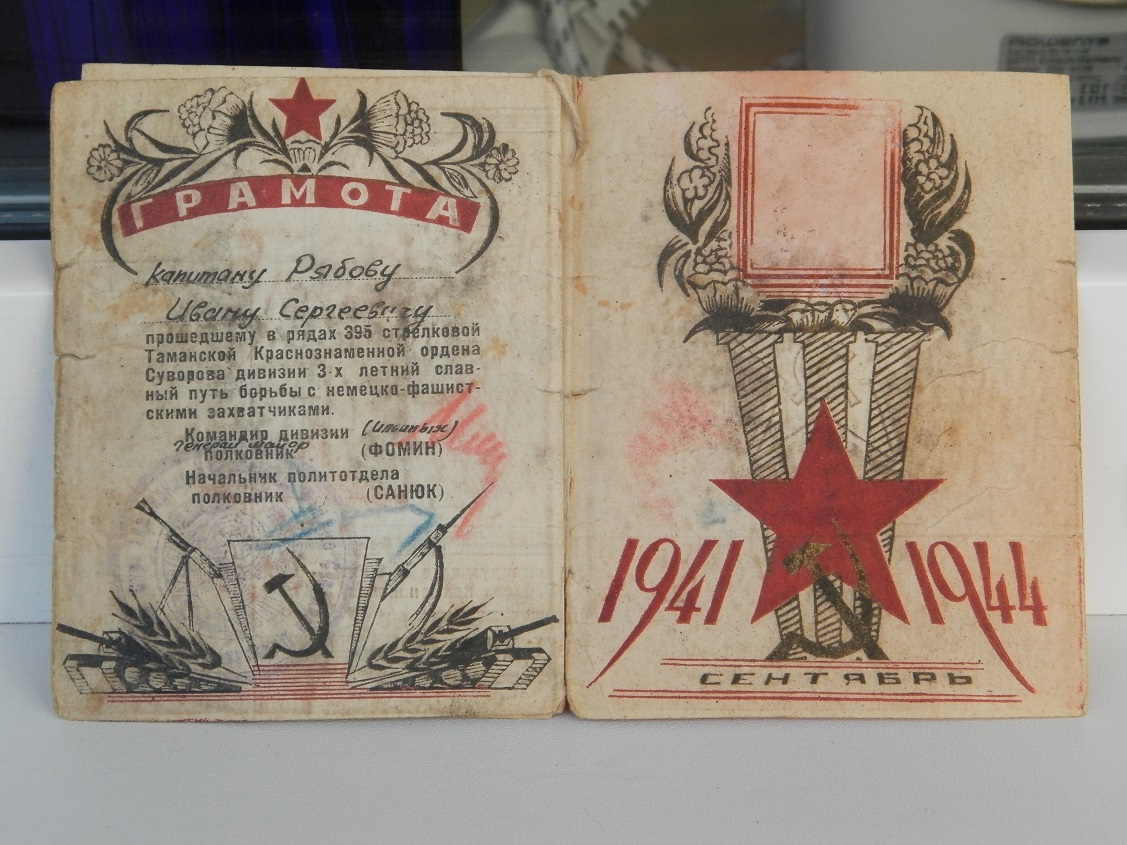 ГРАМОТА
капитану Рябову
Ивану Сергеевичу
прошедшему в рядах 395 стрелковой
Таманской Краснознаменной ордена
Суворова дивизии 3-х летний слав-
ный путь борьбы с немецко-фашист-
скими захватчиками.
Командир дивизии (Ильиных)
генерал майор
полковник (ФОМИН)
Начальник политотдела
полковник (САНЮК)
1941 1944
СЕНТЯБРЬ
rowenta
EAC